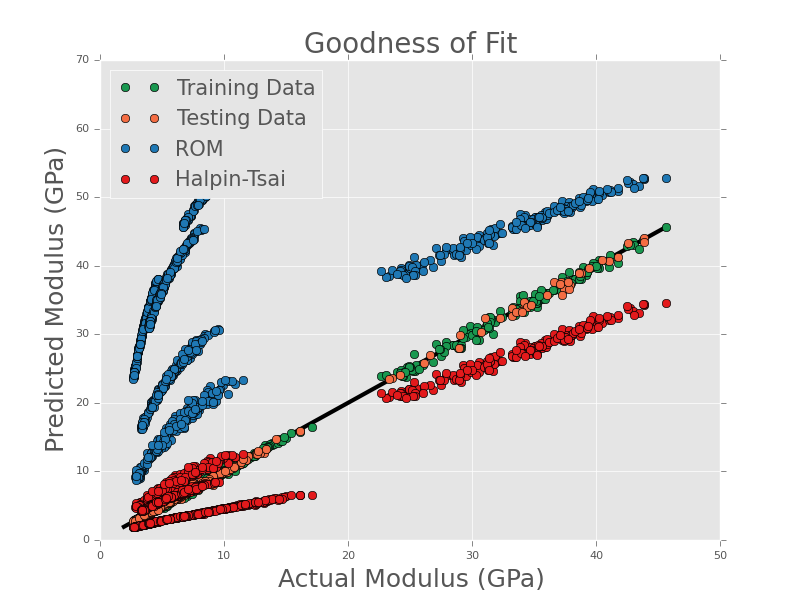 Goodness of Fit
Training Data
Testing Data
ROM
Halpin-Tsai
70
60
50
40
30
20
10
0
Predicted Modulus (GPa)
0 10 20 30 40 50
Actual Modulus (GPa)